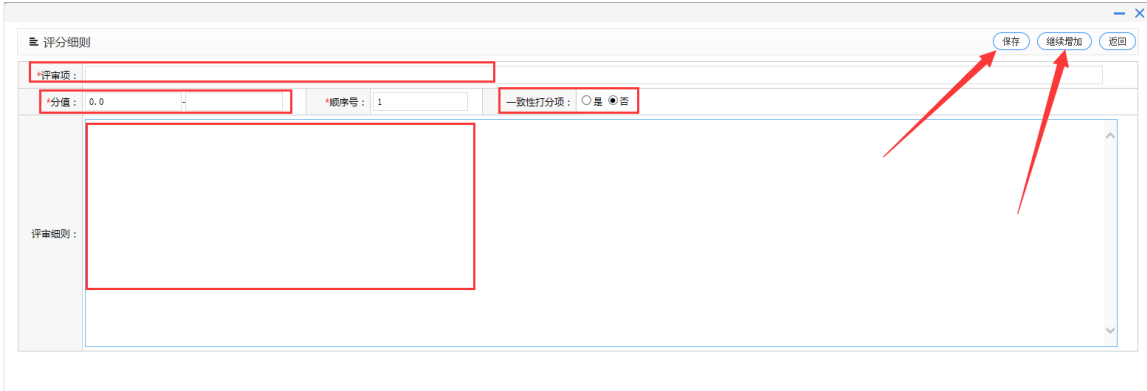 评分细则
保存 继续增加 返回
*评审项：
*分值： 0.0 - *顺序号： 1 一致性打分项： 是 否
评审细则：